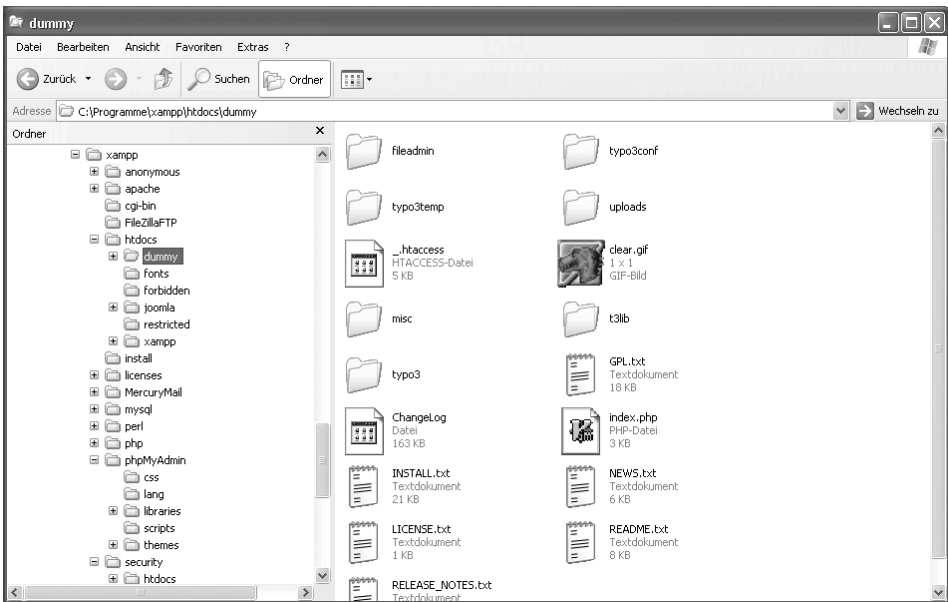 dummy
Datei Bearbeiten Ansicht Favoriten Extras ?
Zurück Suchen Ordner
Adresse C:\Programme\xampp\htdocs\dummy Wechseln zu
Ordner
xampp
anonymous
apache
cgi-bin
FileZillaFTP
htdocs
dummy
fonts
forbidden
joomla
restricted
xampp
install
licenses
MercuryMail
mysql
perl
php
phpMyAdmin
css
lang
libraries
scripts
themes
security
htdocs
fileadmin
typo3conf
typo3temp
uploads
_.htaccess
HTACCESS-Datei
5 KB
clear.gif
1 x 1
GIF-Bild
misc
t3lib
typo3
GPL.txt
Textdokument
18 KB
ChangeLog
Datei
163 KB
index.php
PHP-Datei
3 KB
INSTALL.txt
Textdokument
21 KB
NEWS.txt
Textdokument
6 KB
LICENSE.txt
Textdokument
1 KB
README.txt
Textdokument
8 KB
RELEASE_NOTES.txt
Textdokument